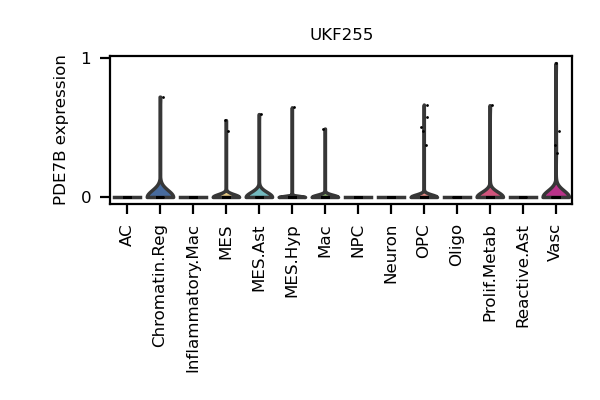 UKF255
PDE7B expression
1
0
AC
Chromatin.Reg
Inflammatory.Mac
MES
MES.Ast
MES.Hyp
Mac
NPC
Neuron
OPC
Oligo
Prolif.Metab
Reactive.Ast
Vasc